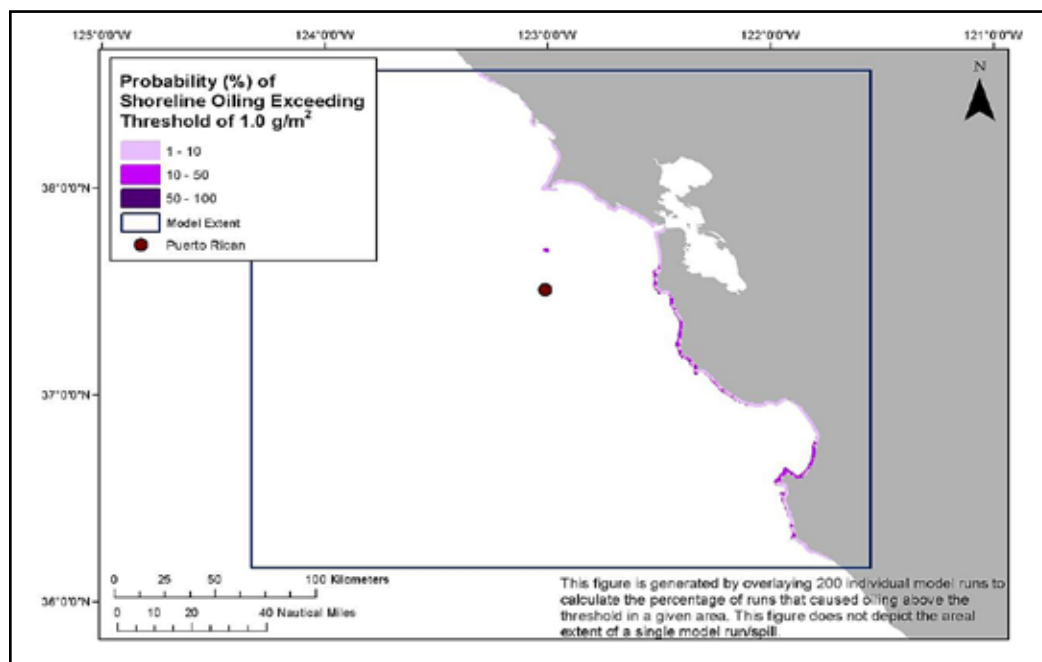 125°0'0"W 124°0'0"W 123°0'0"W 122°0'0"W 121°0'0"W
Probability (%) of
Shoreline Oiling Exceeding
Threshold of 1.0 g/m²
1 - 10
10 - 50
50 - 100
Model Extent
Puerto Rican
N
38°0'0"N
37°0'0"N
36°0'0"N
0 25 50 100 Kilometers
0 10 20 40 Nautical Miles
This figure is generated by overlaying 200 individual model runs to
calculate the percentage of runs that caused oiling above the
threshold in a given area. This figure does not depict the areal
extent of a single model run/spill.